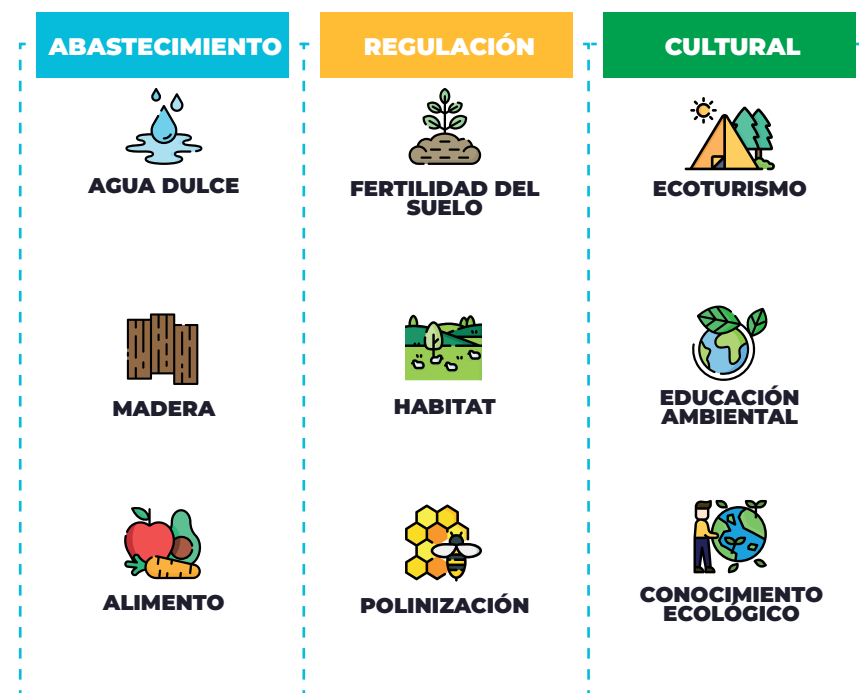 ABASTECIMIENTO
AGUA DULCE
MADERA
ALIMENTO
REGULACIÓN
FERTILIDAD DEL
SUELO
HABITAT
POLINIZACIÓN
CULTURAL
ECOTURISMO
EDUCACIÓN
AMBIENTAL
CONOCIMIENTO
ECOLÓGICO